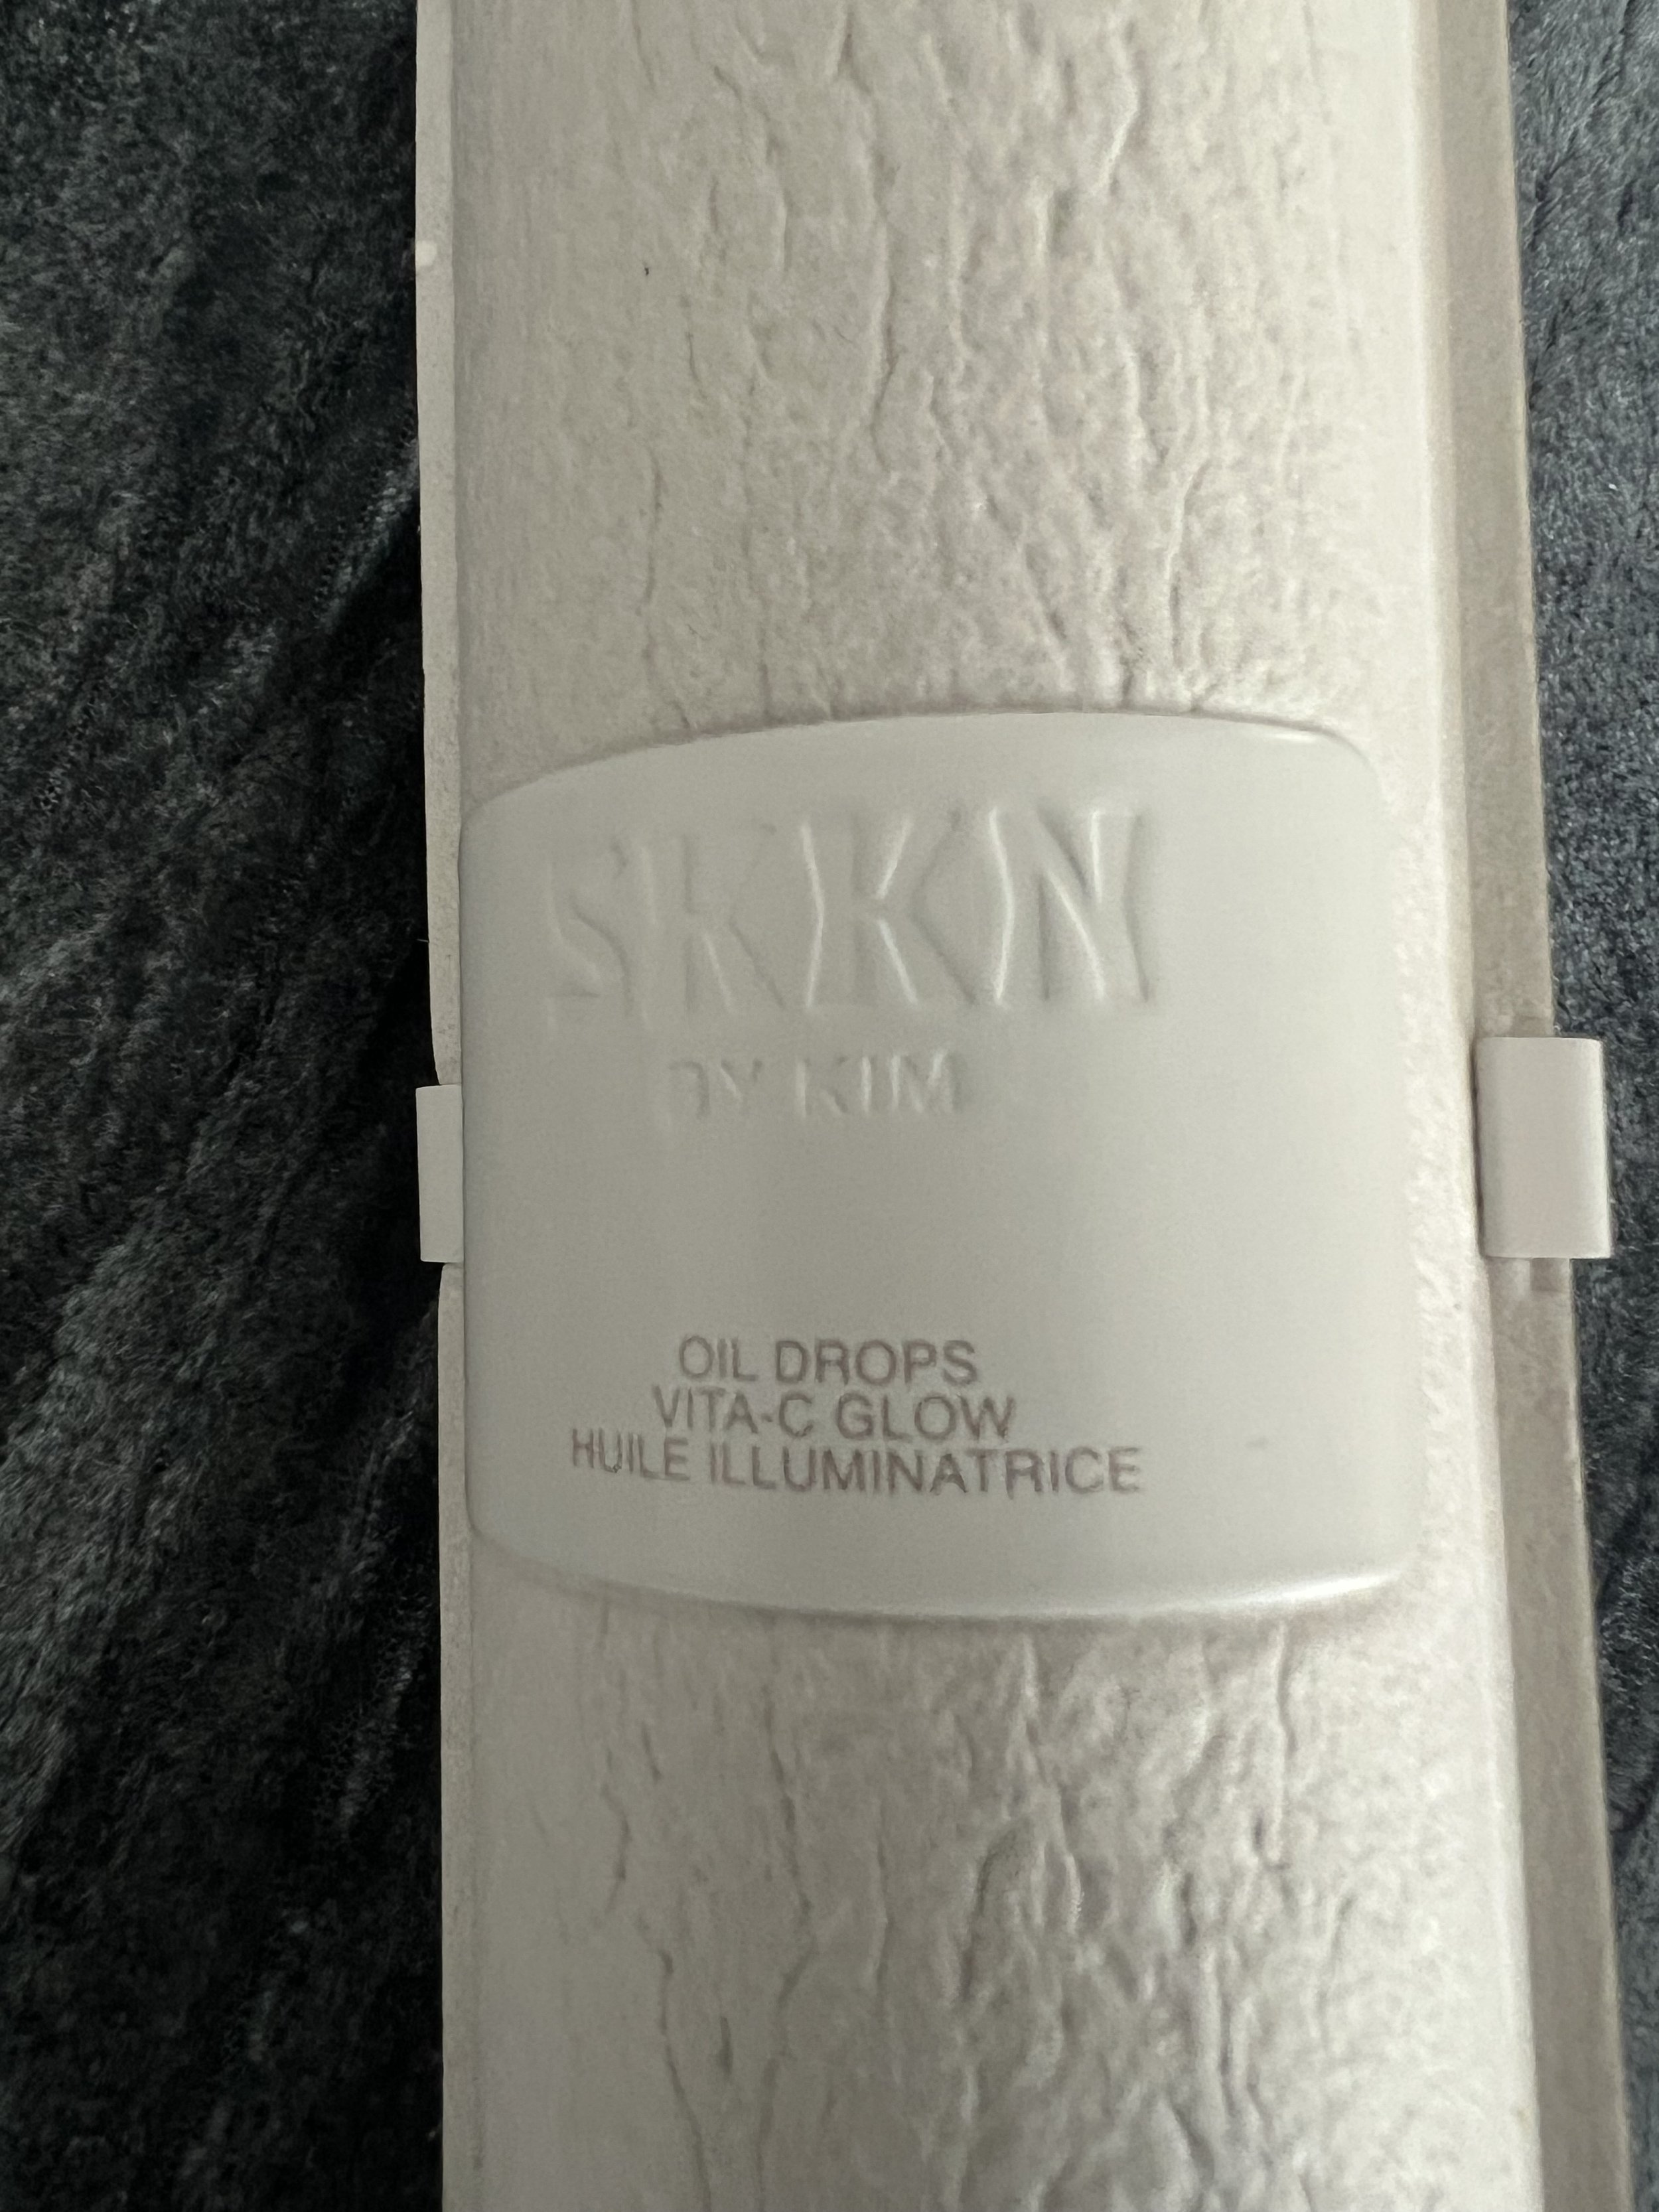 SKKN
BY KIM
OIL DROPS
VITA-C GLOW
HUILE ILLUMINATRICE